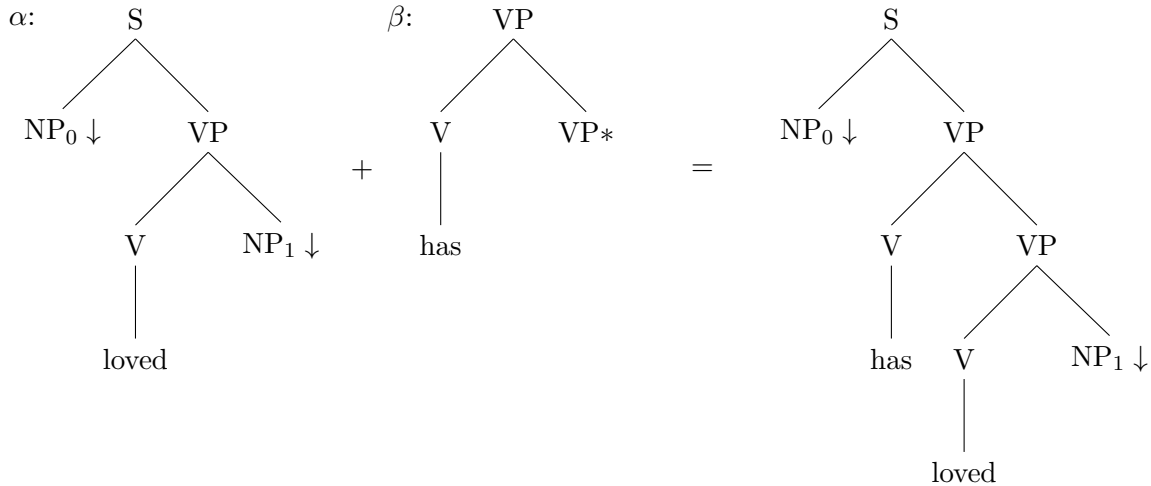 α: S β: VP S
NP₀ ↓ VP V VP* NP₀ ↓ VP
+ =
V NP₁ ↓ has V VP
loved has V NP₁ ↓
loved